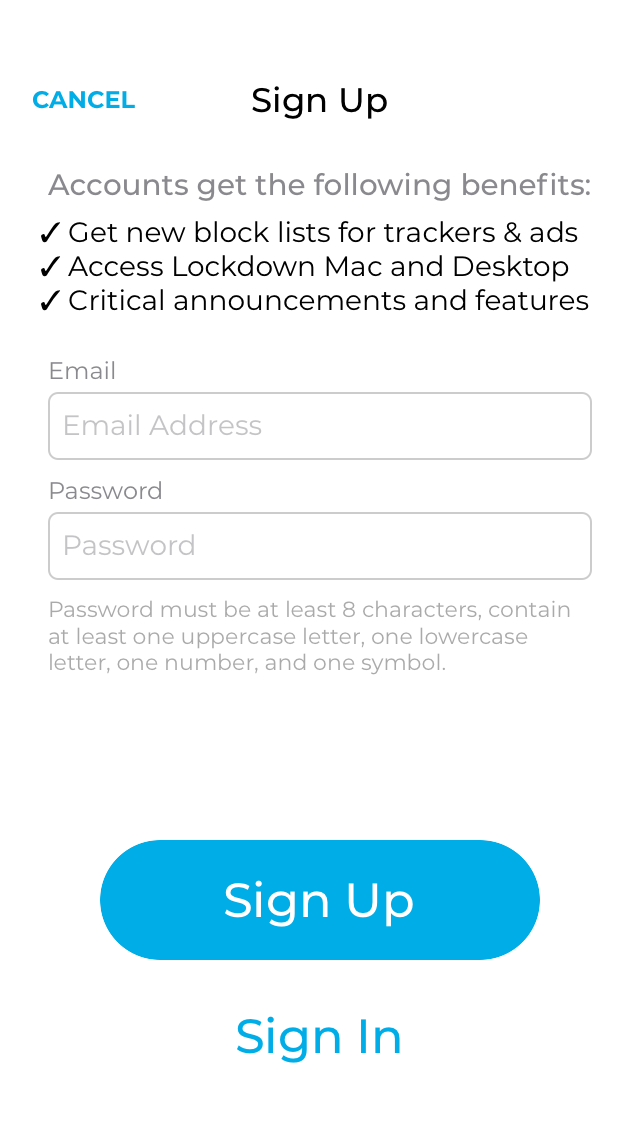 CANCEL
Sign Up
Accounts get the following benefits:
✓ Get new block lists for trackers & ads
✓ Access Lockdown Mac and Desktop
✓ Critical announcements and features
Email
Email Address
Password
Password
Password must be at least 8 characters, contain
at least one uppercase letter, one lowercase
letter, one number, and one symbol.
Sign Up
Sign In